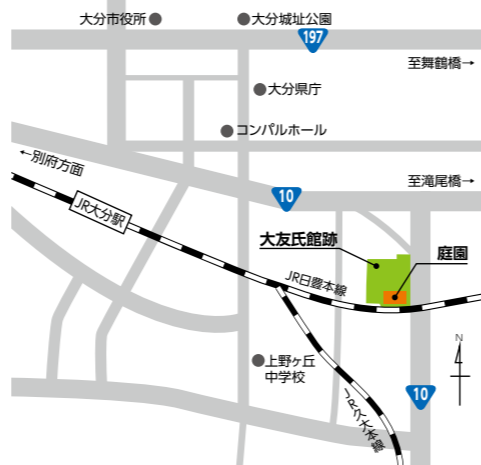 大分市役所
大分城址公園
197
至舞鶴橋→
大分県庁
コンパルホール
←別府方面
至滝尾橋→
10
JR大分駅
大友氏館跡
庭園
JR日豊本線
N
上野ヶ丘
中学校
10
JR久大本線